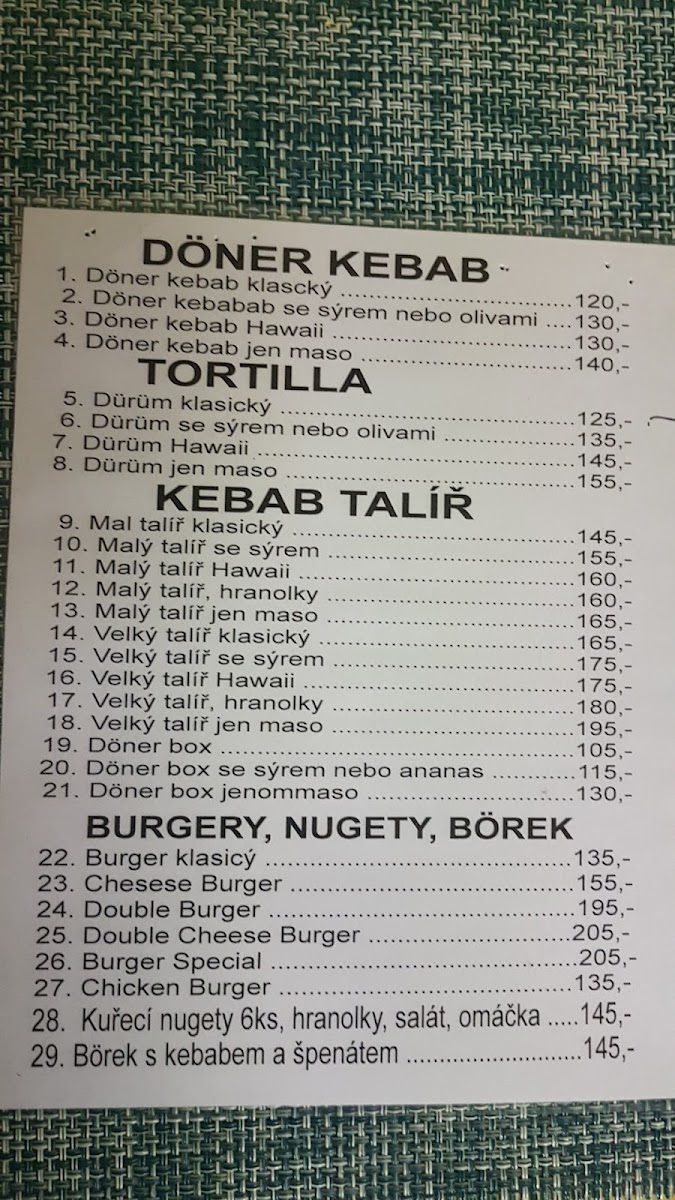 DÖNER KEBAB
1. Döner kebab klascký ................................120,-
2. Döner kebabab se sýrem nebo olivami ....130,-
3. Döner kebab Hawaii ..................................130,-
4. Döner kebab jen maso ..............................140,-
TORTILLA
5. Dürüm klasický .........................................125,-
6. Dürüm se sýrem nebo olivami ..................135,-
7. Dürüm Hawaii ............................................145,-
8. Dürüm jen maso ........................................155,-
KEBAB TALÍŘ
9. Mal talíř klasický .......................................145,-
10. Malý talíř se sýrem ..................................155,-
11. Malý talíř Hawaii ......................................160,-
12. Malý talíř, hranolky ..................................160,-
13. Malý talíř jen maso ..................................165,-
14. Velký talíř klasický ...................................165,-
15. Velký talíř se sýrem .................................175,-
16. Velký talíř Hawaii .....................................175,-
17. Velký talíř, hranolky .................................180,-
18. Velký talíř jen maso .................................195,-
19. Döner box ................................................105,-
20. Döner box se sýrem nebo ananas ...........115,-
21. Döner box jenommaso ............................130,-
BURGERY, NUGETY, BÖREK
22. Burger klasicý ..........................................135,-
23. Chesese Burger .......................................155,-
24. Double Burger .........................................195,-
25. Double Cheese Burger ...........................205,-
26. Burger Special .........................................205,-
27. Chicken Burger .......................................135,-
28. Kuřecí nugety 6ks, hranolky, salát, omáčka .....145,-
29. Börek s kebabem a špenátem .........................145,-